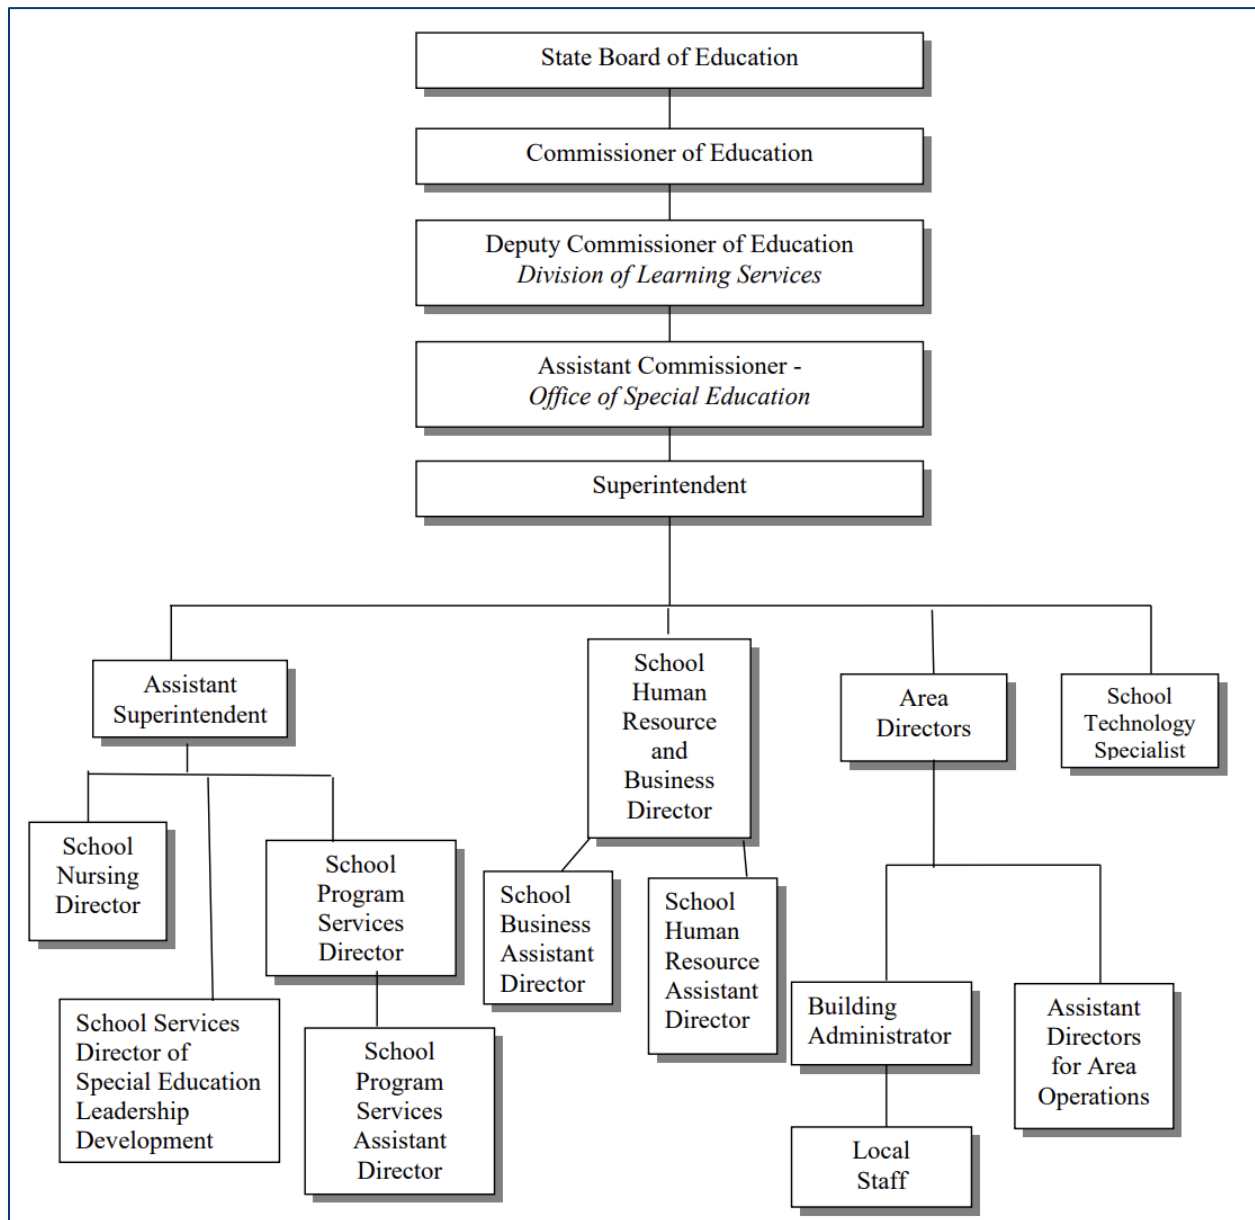 State Board of Education
Commissioner of Education
Deputy Commissioner of Education
Division of Learning Services
Assistant Commissioner -
Office of Special Education
Superintendent
Assistant
Superintendent
School
Human
Resource
and
Business
Director
Area
Directors
School
Technology
Specialist
School
Nursing
Director
School
Program
Services
Director
School
Business
Assistant
Director
School
Human
Resource
Assistant
Director
School Services
Director of
Special Education
Leadership
Development
School
Program
Services
Assistant
Director
Building
Administrator
Assistant
Directors
for Area
Operations
Local
Staff